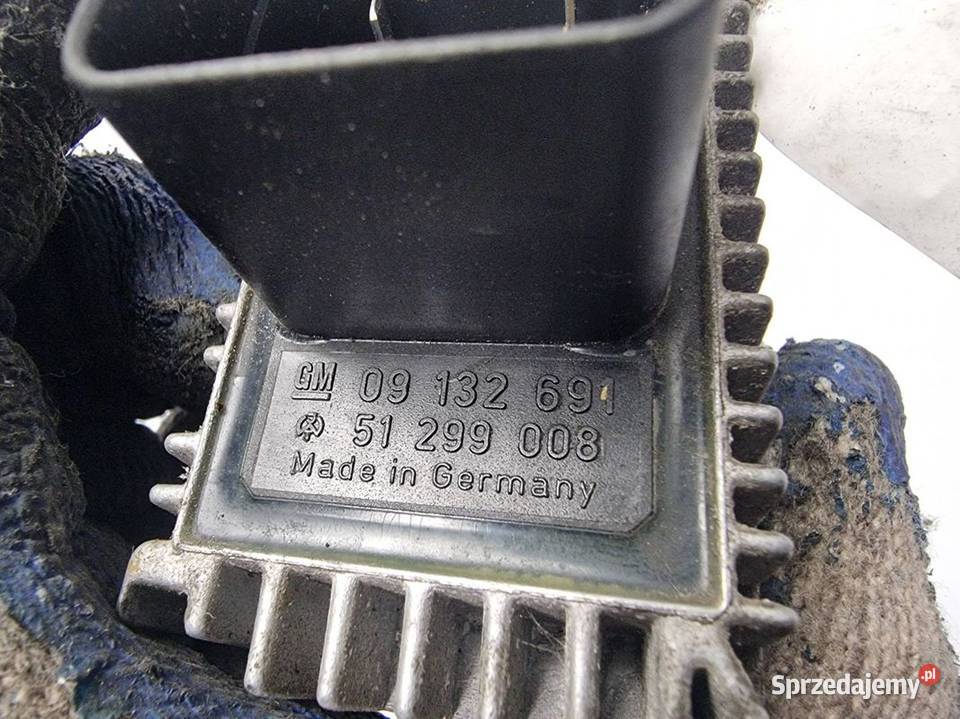 GM 09 132 691
51 299 008
Made in Germany
Sprzedajemy.pl